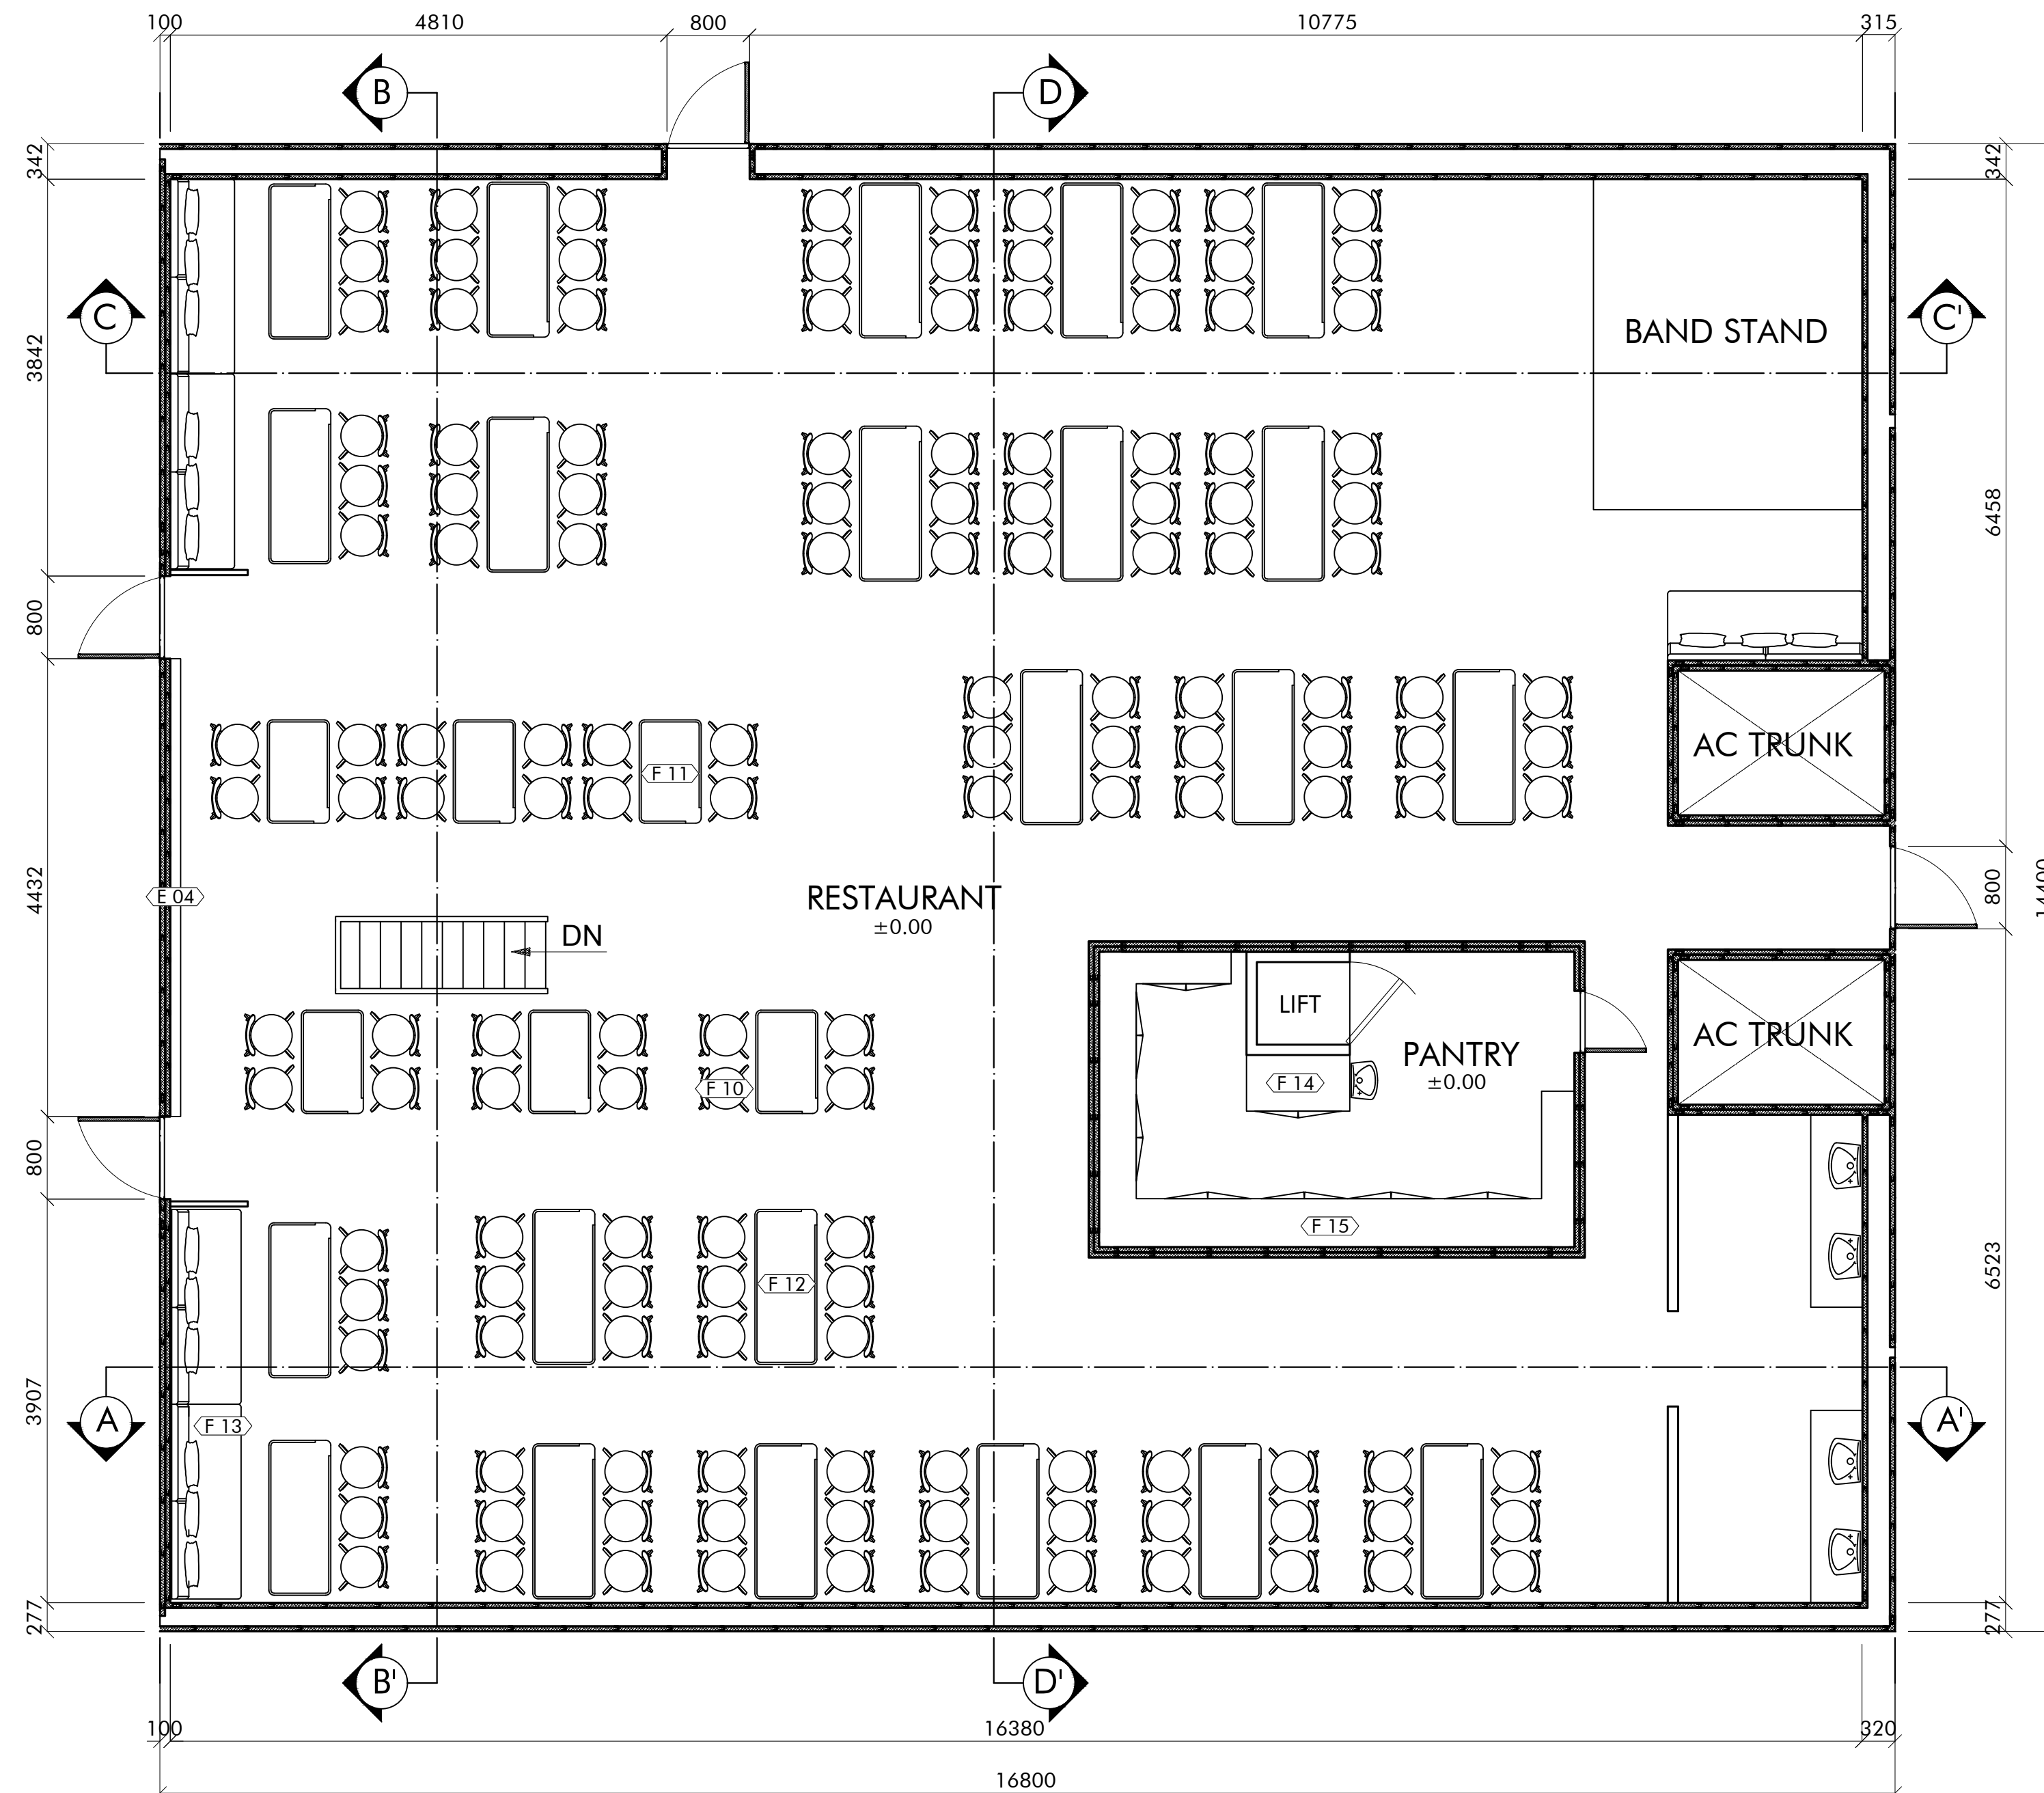 100 4810 800 10775 315
B D
342 342
C C'
3842
BAND STAND
6458
800
AC TRUNK
F 11
4432
E 04
RESTAURANT
±0.00
800
14400
DN
LIFT
PANTRY
±0.00
AC TRUNK
F 10
F 14
800
F 15
F 12
6523
3907
A A'
F 13
277 277
B' D'
100 16380 320
16800